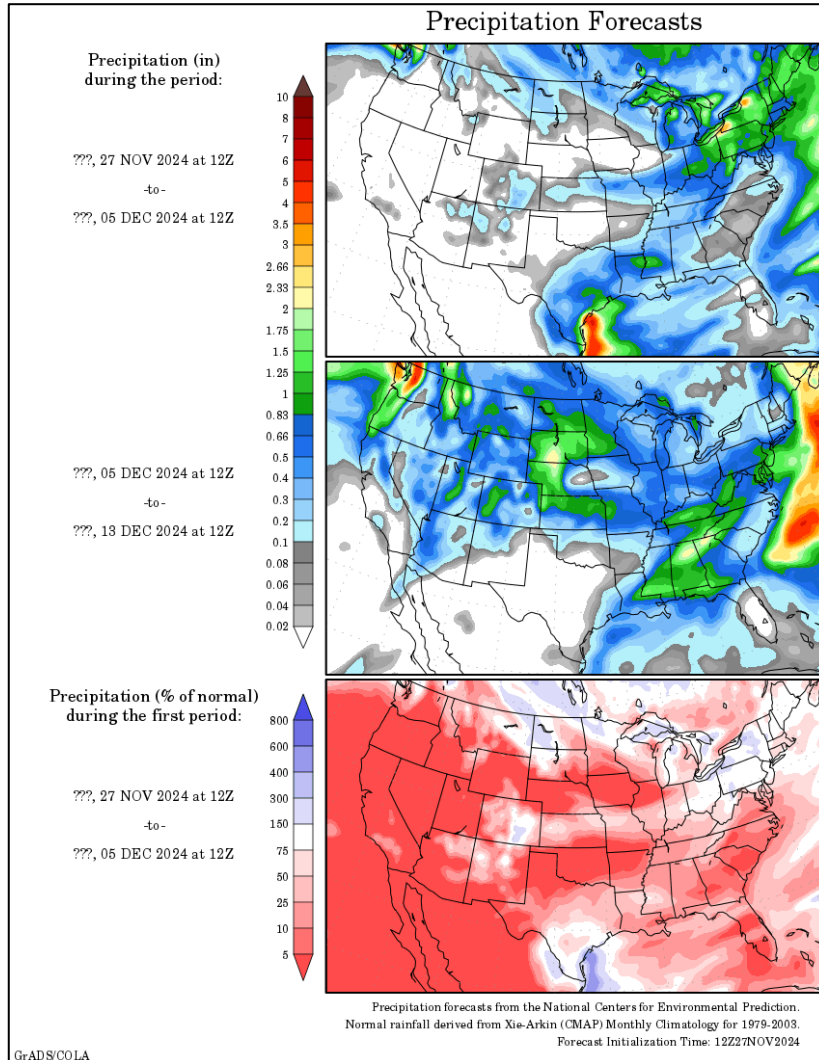 Precipitation Forecasts
Precipitation (in)
during the period:
???, 27 NOV 2024 at 12Z
-to-
???, 05 DEC 2024 at 12Z
10
8
7
6
5
4
3.5
3
2.66
2.33
2
1.75
1.5
1.25
1
0.83
0.66
0.5
0.4
0.3
0.2
0.1
0.08
0.06
0.04
0.02
???, 05 DEC 2024 at 12Z
-to-
???, 13 DEC 2024 at 12Z
Precipitation (% of normal)
during the first period:
???, 27 NOV 2024 at 12Z
-to-
???, 05 DEC 2024 at 12Z
800
600
400
300
150
75
50
25
10
5
Precipitation forecasts from the National Centers for Environmental Prediction.
Normal rainfall derived from Xie-Arkin (CMAP) Monthly Climatology for 1979-2003.
Forecast Initialization Time: 12Z27NOV2024
GrADS/COLA